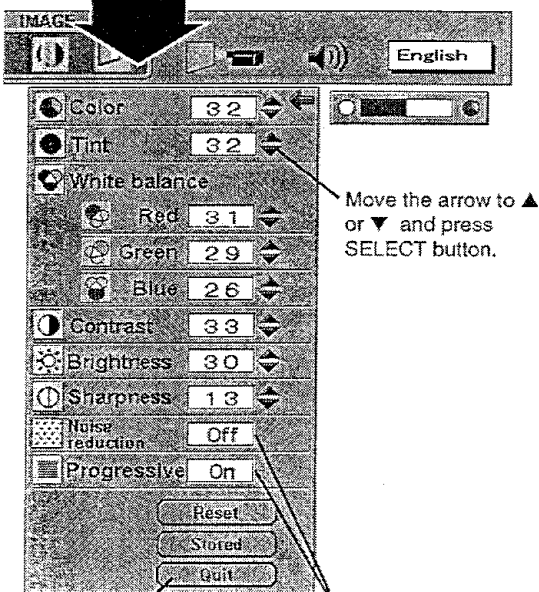 IMAGE
English
Color 32
Tint 32
White balance
Red 31
Green 29
Blue 26
Contrast 33
Brightness 30
Sharpness 13
Noise
reduction Off
Progressive On
Reset
Stored
Quit
Move the arrow to ▲
or ▼ and press
SELECT button.